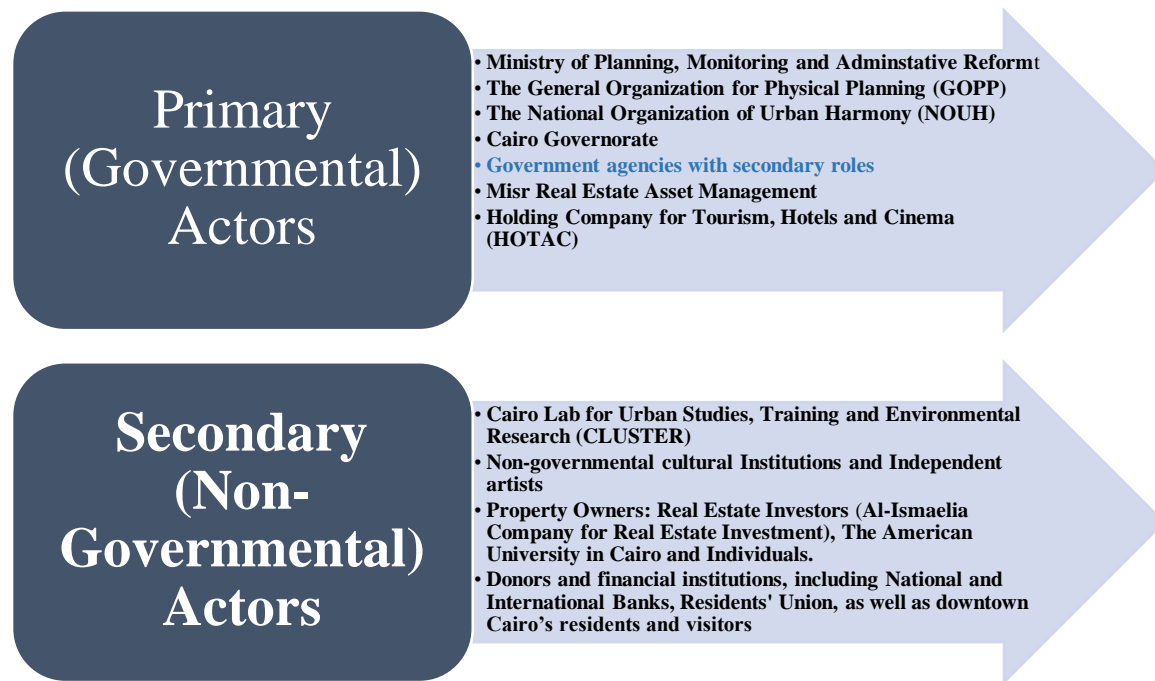 Primary
(Governmental)
Actors
• Ministry of Planning, Monitoring and Adminstative Reformt
• The General Organization for Physical Planning (GOPP)
• The National Organization of Urban Harmony (NOUH)
• Cairo Governorate
• Government agencies with secondary roles
• Misr Real Estate Asset Management
• Holding Company for Tourism, Hotels and Cinema
(HOTAC)
Secondary
(Non-
Governmental)
Actors
• Cairo Lab for Urban Studies, Training and Environmental
Research (CLUSTER)
• Non-governmental cultural Institutions and Independent
artists
• Property Owners: Real Estate Investors (Al-Ismaelia
Company for Real Estate Investment), The American
University in Cairo and Individuals.
• Donors and financial institutions, including National and
International Banks, Residents' Union, as well as downtown
Cairo’s residents and visitors